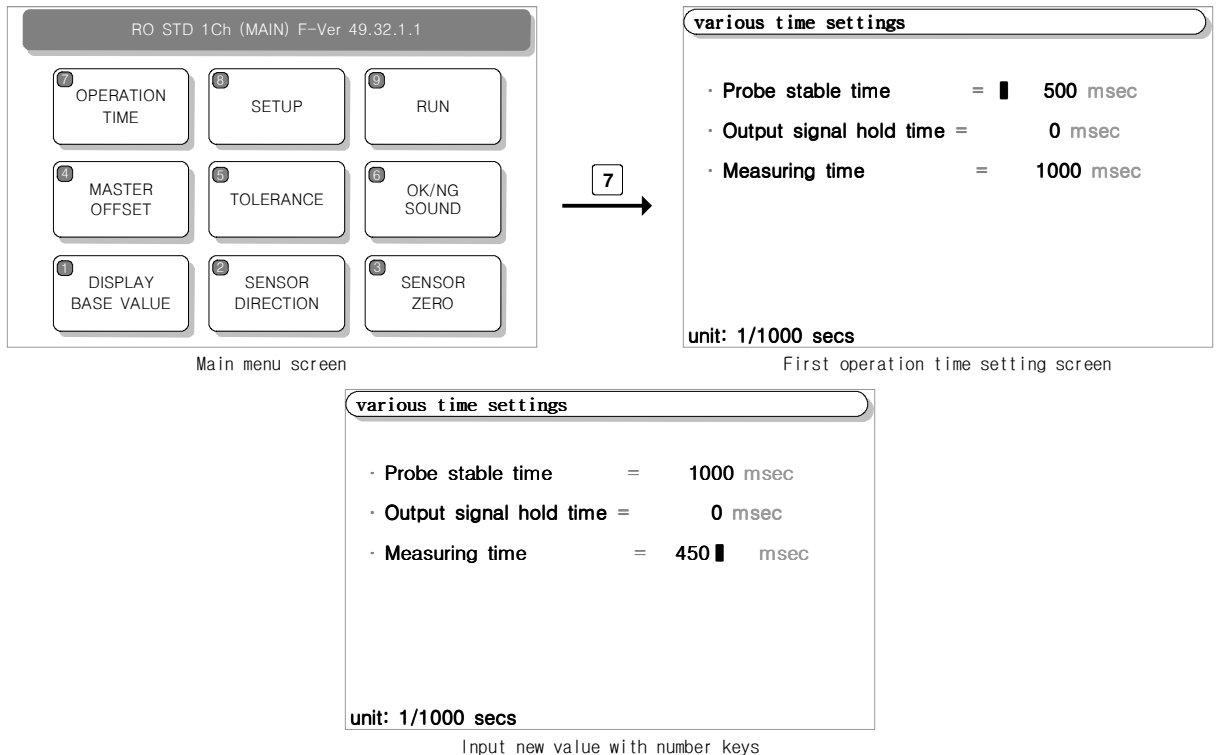 RO STD 1Ch (MAIN) F-Ver 49.32.1.1
7
OPERATION
TIME
8
SETUP
9
RUN
4
MASTER
OFFSET
5
TOLERANCE
6
OK/NG
SOUND
1
DISPLAY
BASE VALUE
2
SENSOR
DIRECTION
3
SENSOR
ZERO
Main menu screen
7
various time settings
· Probe stable time = 500 msec
· Output signal hold time = 0 msec
· Measuring time = 1000 msec
unit: 1/1000 secs
First operation time setting screen
various time settings
· Probe stable time = 1000 msec
· Output signal hold time = 0 msec
· Measuring time = 450 msec
unit: 1/1000 secs
Input new value with number keys